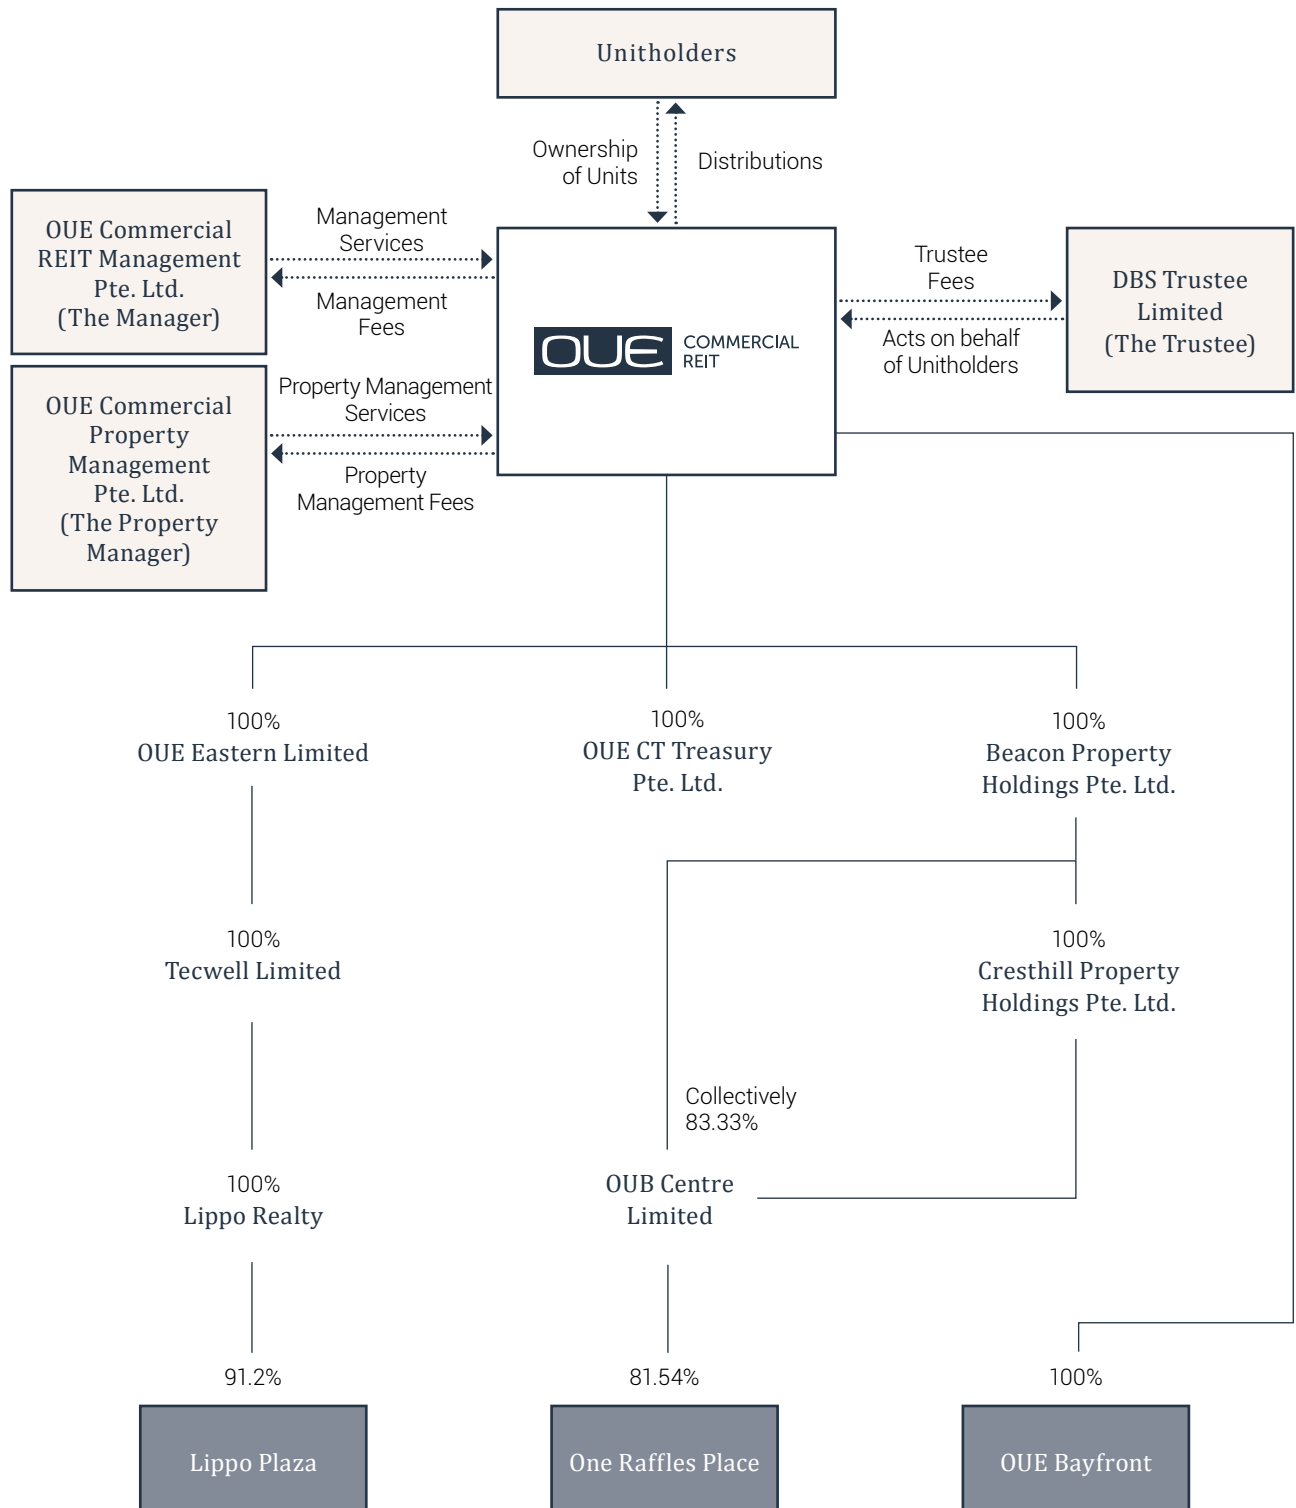 Unitholders
Ownership
of Units
Distributions
OUE Commercial
REIT Management
Pte. Ltd.
(The Manager)
Management
Services
Management
Fees
OUE COMMERCIAL
REIT
Trustee
Fees
Acts on behalf
of Unitholders
DBS Trustee
Limited
(The Trustee)
OUE Commercial
Property
Management
Pte. Ltd.
(The Property
Manager)
Property Management
Services
Property
Management Fees
100%
OUE Eastern Limited
100%
OUE CT Treasury
Pte. Ltd.
100%
Beacon Property
Holdings Pte. Ltd.
100%
Tecwell Limited
100%
Cresthill Property
Holdings Pte. Ltd.
Collectively
83.33%
100%
Lippo Realty
OUB Centre
Limited
91.2%
81.54%
100%
Lippo Plaza
One Raffles Place
OUE Bayfront